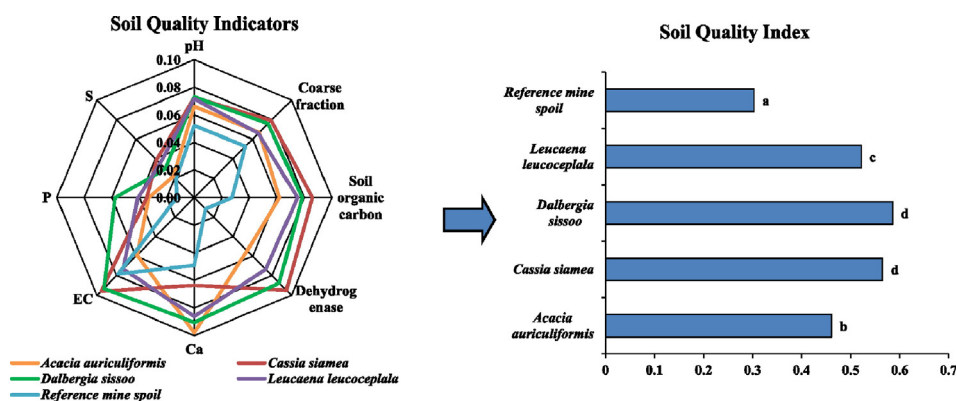 Soil Quality Indicators
pH
0.10
0.08
0.06
0.04
0.02
0.00
Coarse
fraction
Soil
organic
carbon
Dehydrog
enase
Ca
EC
P
S
Acacia auriculiformis
Cassia siamea
Dalbergia sissoo
Leucaena leucoceplala
Reference mine spoil
Soil Quality Index
Reference mine
spoil
a
Leucaena
leucoceplala
c
Dalbergia
sissoo
d
Cassia siamea
d
Acacia
auriculiformis
b
0 0.1 0.2 0.3 0.4 0.5 0.6 0.7